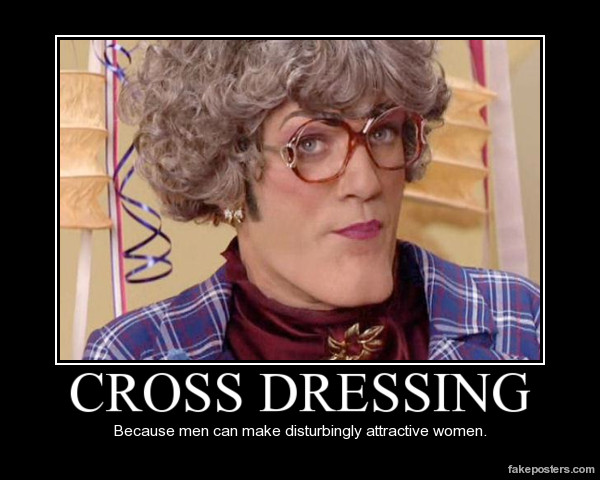 CROSS DRESSING
Because men can make disturbingly attractive women.
fakeposters.com